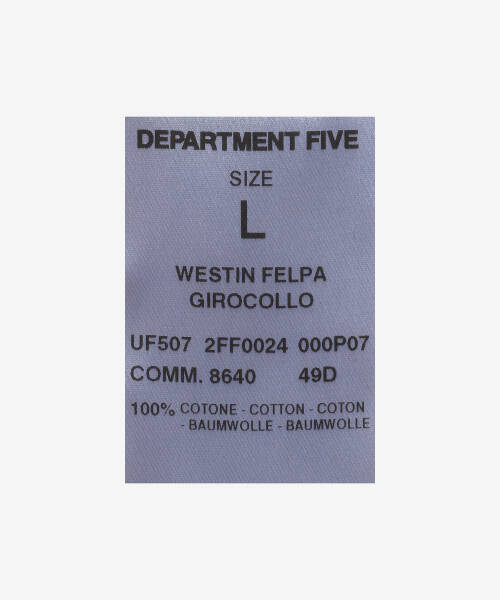 DEPARTMENT FIVE
SIZE
L
WESTIN FELPA
GIROCOLLO
UF507 2FF0024 000P07
COMM. 8640 49D
100% COTONE - COTTON - COTON
- BAUMWOLLE - BAUMWOLLE